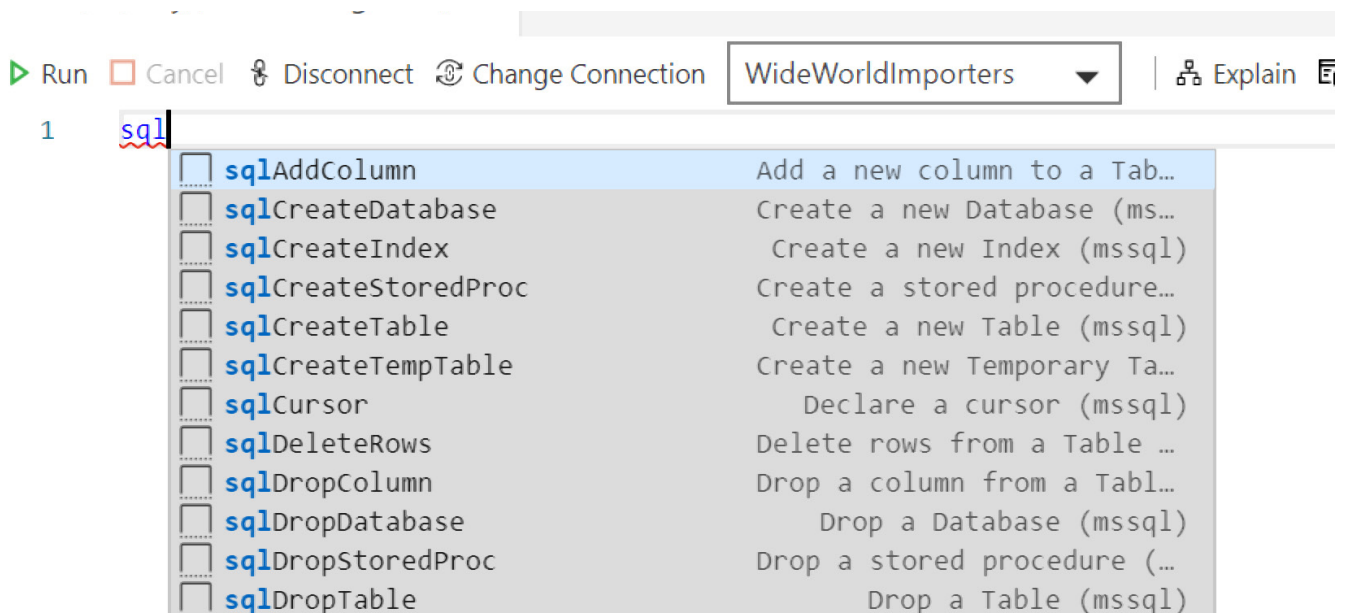 Run Cancel Disconnect Change Connection WideWorldImporters Explain
1 sql
sqlAddColumn Add a new column to a Tab…
sqlCreateDatabase Create a new Database (ms…
sqlCreateIndex Create a new Index (mssql)
sqlCreateStoredProc Create a stored procedure…
sqlCreateTable Create a new Table (mssql)
sqlCreateTempTable Create a new Temporary Ta…
sqlCursor Declare a cursor (mssql)
sqlDeleteRows Delete rows from a Table …
sqlDropColumn Drop a column from a Tabl…
sqlDropDatabase Drop a Database (mssql)
sqlDropStoredProc Drop a stored procedure (…
sqlDropTable Drop a Table (mssql)